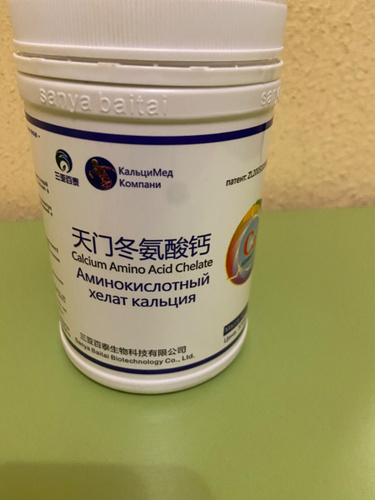 sanya baitai
三亚百泰
КальциМед
Компани
патент:
天门冬氨酸钙
Calcium Amino Acid Chelate
Аминокислотный
хелат кальция
三亚百泰生物科技有限公司
Sanya Baitai Biotechnology Co., Ltd.